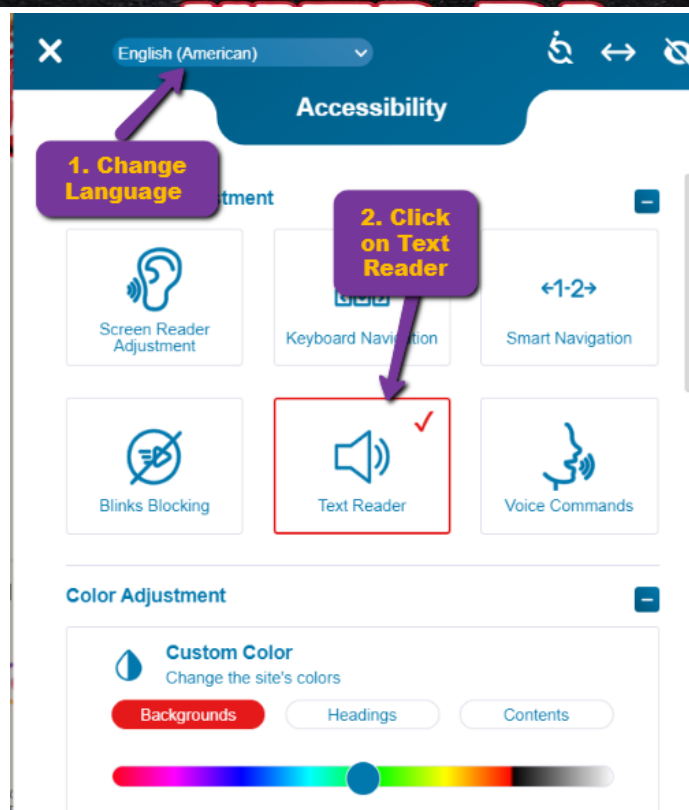 English (American)
Accessibility
1. Change
Language
tment
2. Click
on Text
Reader
←1-2→
Screen Reader
Adjustment
Keyboard Navi tion
Smart Navigation
Blinks Blocking
Text Reader
Voice Commands
Color Adjustment
Custom Color
Change the site's colors
Backgrounds
Headings
Contents